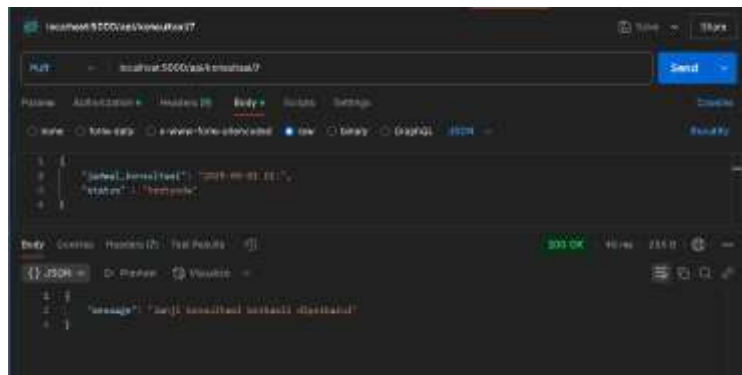 localhost:5000/api/konsultasi/7
Save
Share
PUT
localhost:5000/api/konsultasi/7
Send
Params Authorization Headers (9) Body Scripts Settings
Cookies
none form-data x-www-form-urlencoded raw binary GraphQL JSON
Beautify
1 {
2 "jadwal_konsultasi":
3 "status" :
4 }
Body Cookies Headers (7) Test Results
200 OK
{} JSON Preview Visualize
1 {
2 "message": "Janji konsultasi berhasil diperbarui"
3 }